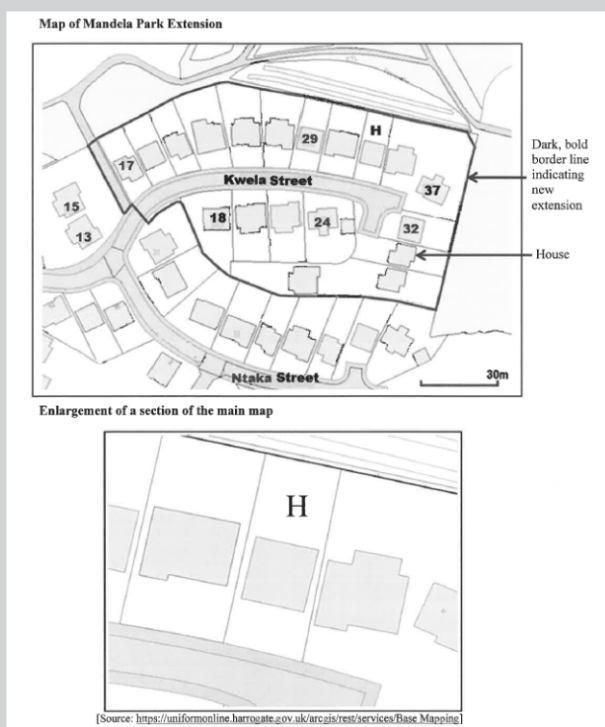 Map of Mandela Park Extension
17
29
H
Kwela Street
37
15
13
18
24
32
Ntaka Street
30m
Dark, bold
border line
indicating
new
extension
House
Enlargement of a section of the main map
H
[Source: https://uniformonline.harrogate.gov.uk/arcgis/rest/services/Base Mapping]